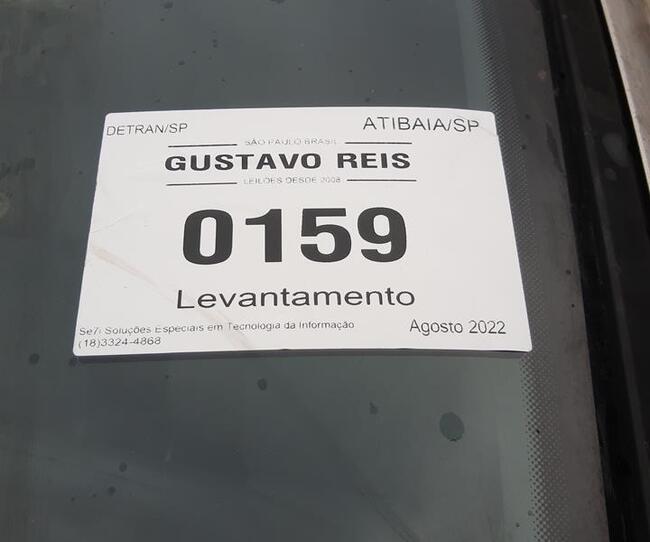 DETRAN/SP
ATIBAIA/SP
SÃO PAULO BRASIL
GUSTAVO REIS
LEILÕES DESDE 2008
0159
Levantamento
Se7i Soluções Especiais em Tecnologia da Informação
(18)3324-4868
Agosto 2022